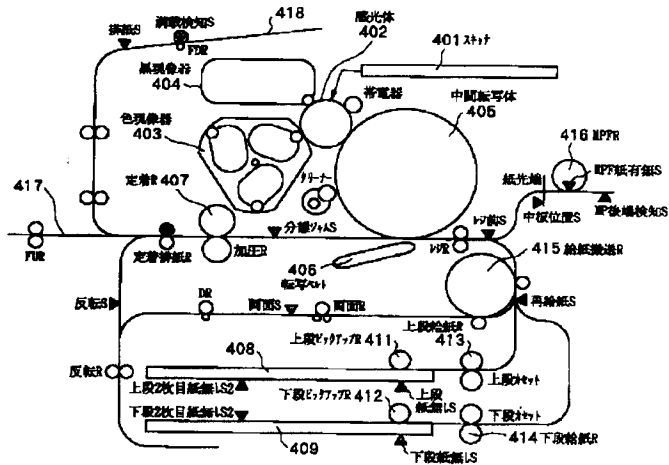 感光体
402
418
満載検知S
排紙S
FDR
401 スキャナ
黒現像器
404
帯電器
中間転写体
405
色現像器
403
416 MPFR
MPF紙有無S
紙先端
クリーナー
定着R 407
417
分離ジャムS
レジ前S
中板位置S
MP後端検知S
FUR
定着排紙R
加圧R
レジR
415 給紙搬送R
406
転写ベルト
反転S
DR
両面S
両面R
再給紙S
上段給紙R
上段ピックアップR 411
413
408
反転R
上段2枚目紙無しS2
上段
紙無しS
上段カセット
下段2枚目紙無しS2
下段ピックアップR 412
下段カセット
409
下段紙無しS
414 下段給紙R